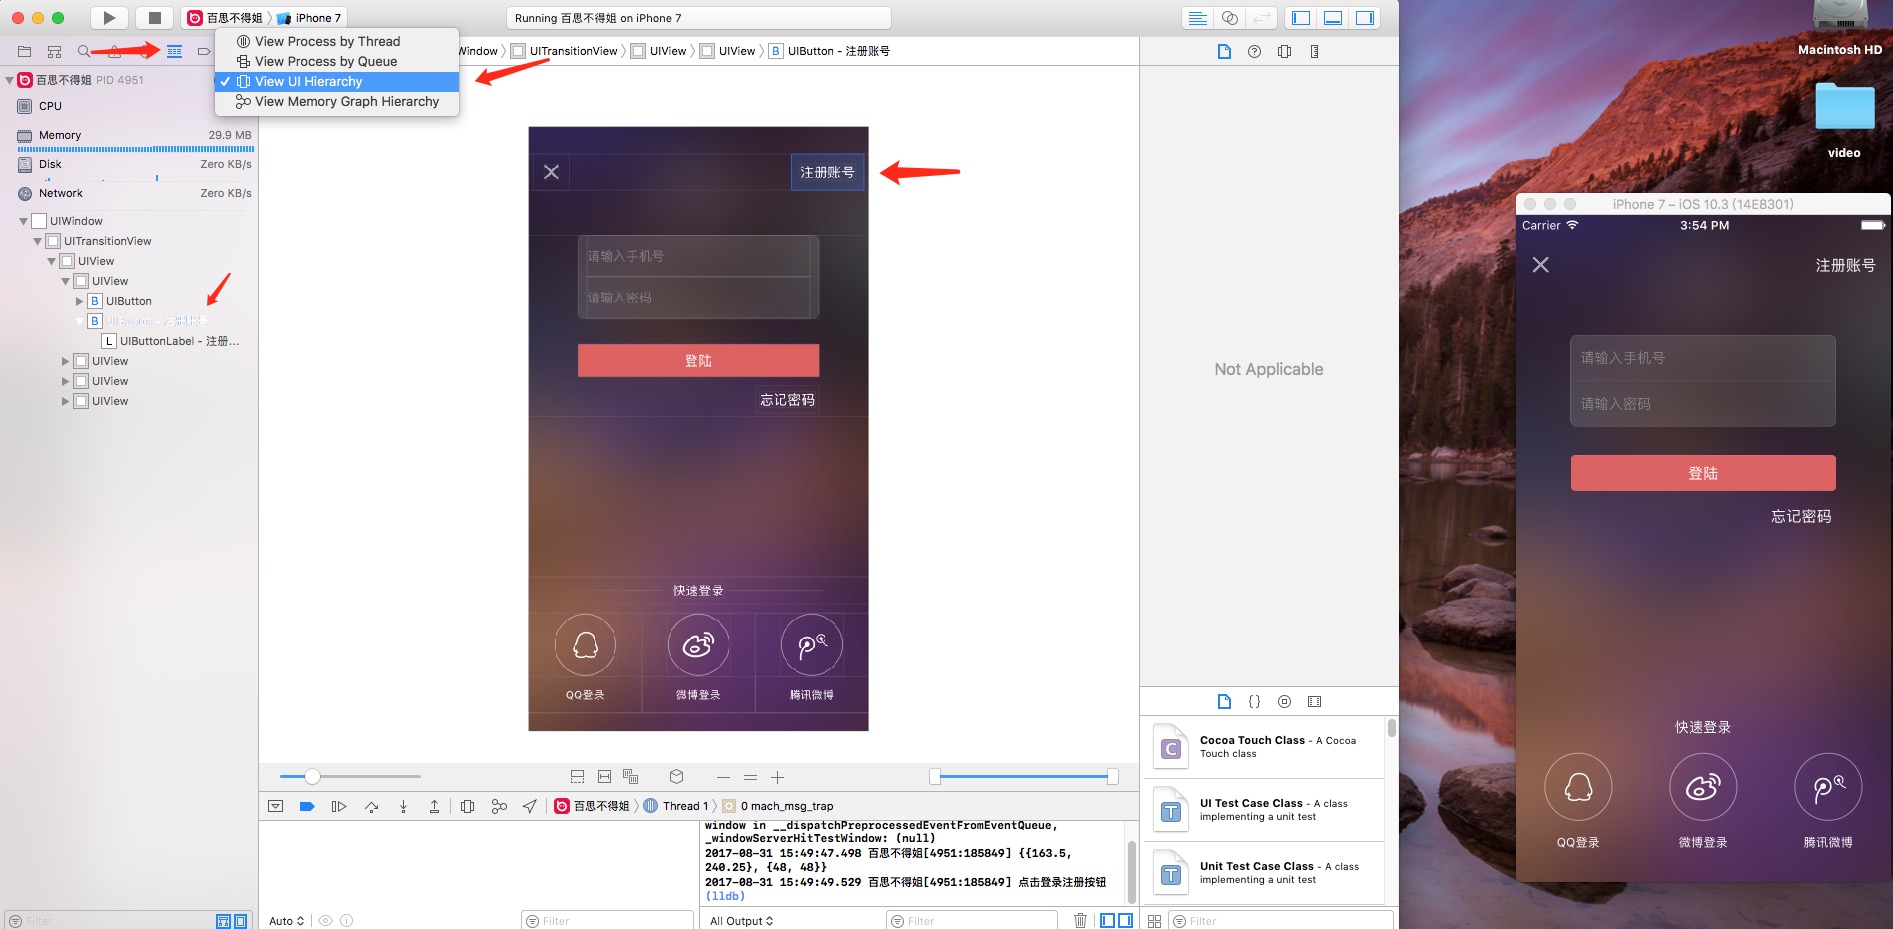 百思不得姐 〉 iPhone 7
Running 百思不得姐 on iPhone 7
View Process by Thread
View Process by Queue
✓ View UI Hierarchy
View Memory Graph Hierarchy
Window 〉 UITransitionView 〉 UIView 〉 UIView 〉 B UIButton - 注册账号
百思不得姐 PID 4951
CPU
Memory 29.9 MB
Disk Zero KB/s
Network Zero KB/s
UIWindow
UITransitionView
UIView
UIView
B UIButton
B UIButton - 注册账号
L UIButtonLabel - 注册...
UIView
UIView
UIView
Filter
注册账号
请输入手机号
请输入密码
登陆
忘记密码
快速登录
QQ登录 微博登录 腾讯微博
百思不得姐 〉 Thread 1 〉 0 mach_msg_trap
window in __dispatchPreprocessedEventFromEventQueue,
_windowServerHitTestWindow: (null)
2017-08-31 15:49:47.498 百思不得姐[4951:185849] {{163.5,
240.25}, {48, 48}}
2017-08-31 15:49:49.529 百思不得姐[4951:185849] 点击登录注册按钮
(lldb)
Auto
Filter
All Output
Filter
Not Applicable
{ }
C Cocoa Touch Class - A Cocoa
Touch class
T UI Test Case Class - A class
implementing a unit test
T Unit Test Case Class - A class
implementing a unit test
Filter
Macintosh HD
video
iPhone 7 – iOS 10.3 (14E8301)
Carrier 3:54 PM
注册账号
请输入手机号
请输入密码
登陆
忘记密码
快速登录
QQ登录 微博登录 腾讯微博